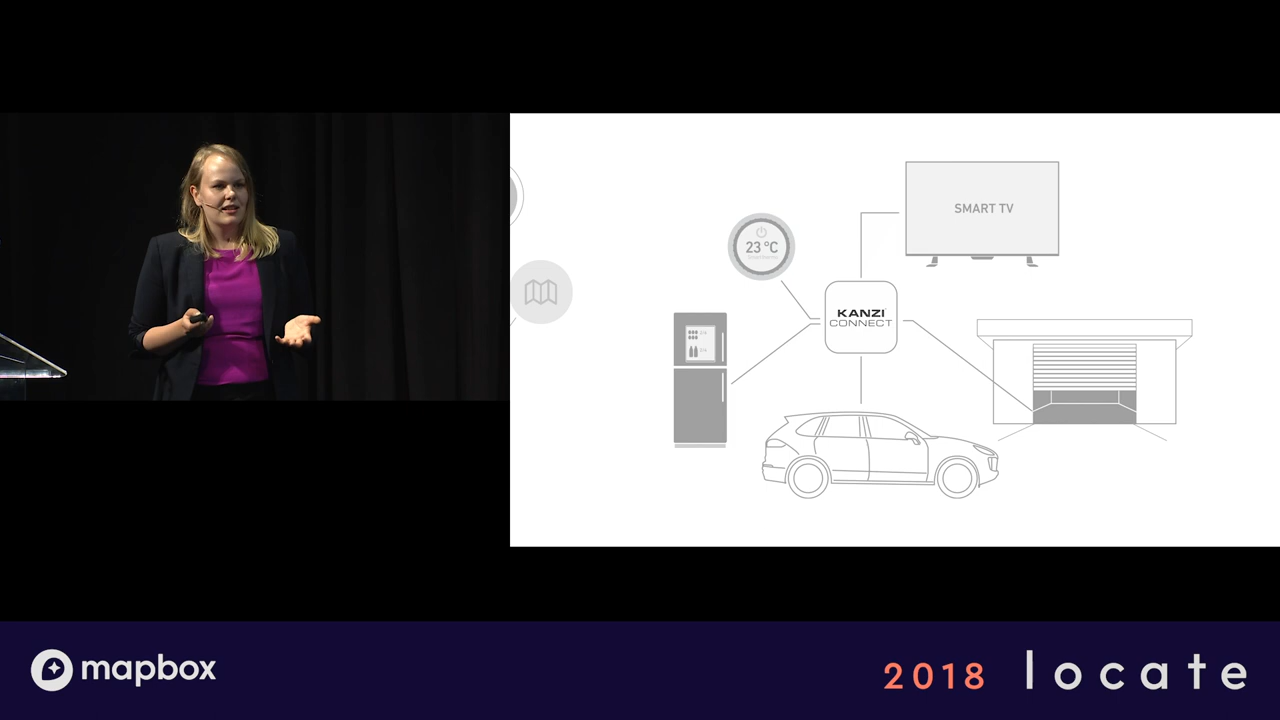 SMART TV
23 °C
KANZI
CONNECT
mapbox
2018 locate